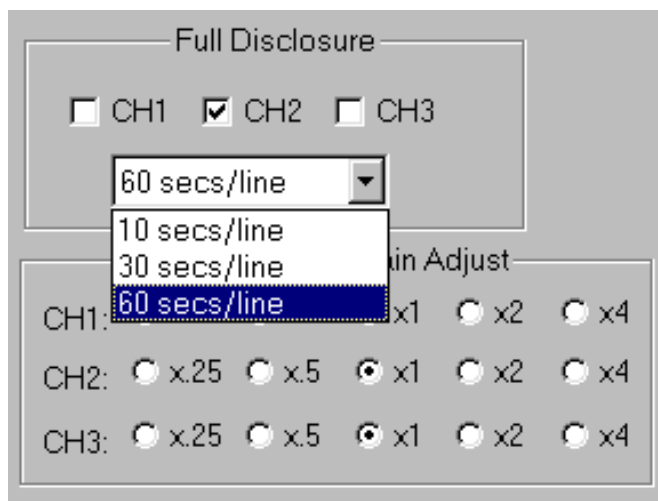 Full Disclosure
CH1 CH2 CH3
60 secs/line
10 secs/line
30 secs/line
60 secs/line
Adjust
CH1: x1 x2 x4
CH2: x.25 x.5 x1 x2 x4
CH3: x.25 x.5 x1 x2 x4